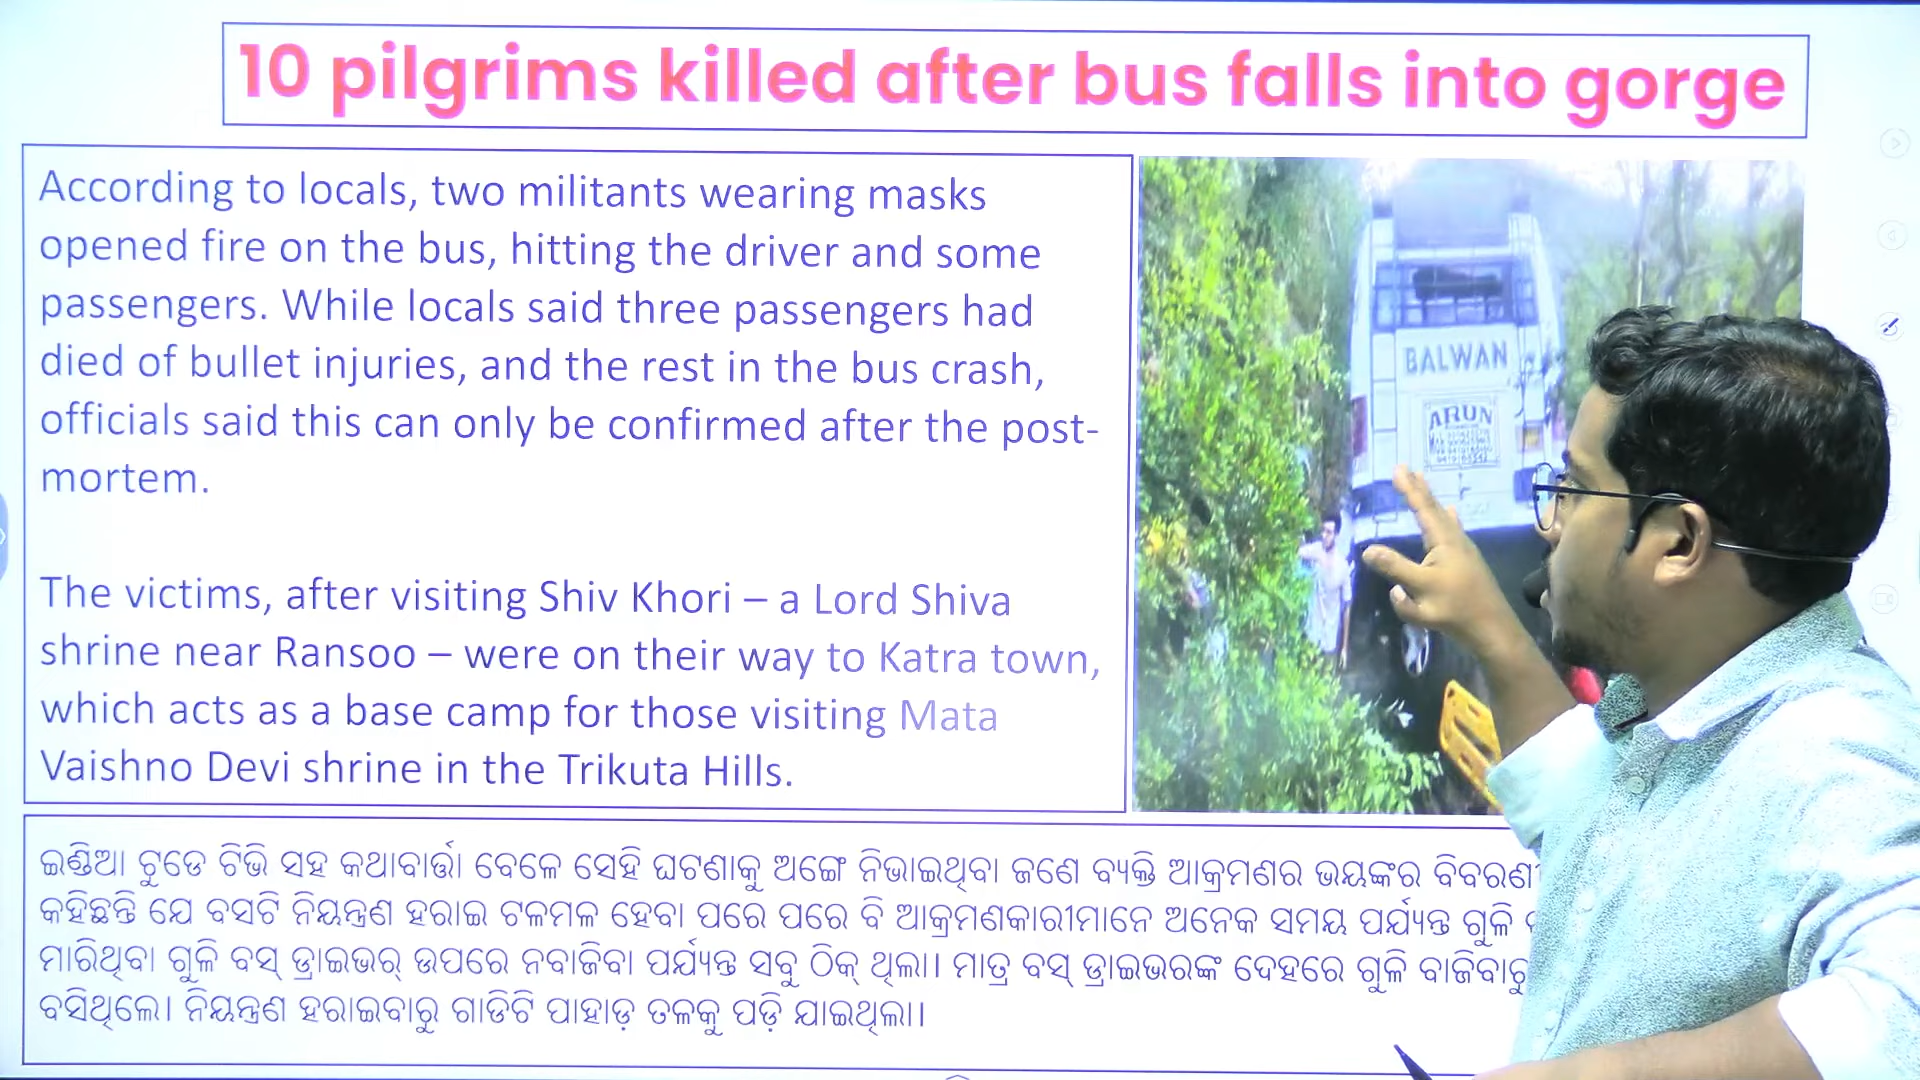 10 pilgrims killed after bus falls into gorge
According to locals, two militants wearing masks
opened fire on the bus, hitting the driver and some
passengers. While locals said three passengers had
died of bullet injuries, and the rest in the bus crash,
officials said this can only be confirmed after the post-
mortem.
The victims, after visiting Shiv Khori – a Lord Shiva
shrine near Ransoo – were on their way to Katra town,
which acts as a base camp for those visiting Mata
Vaishno Devi shrine in the Trikuta Hills.
BALWAN
ARUN
ଇଣ୍ଡିଆ ଟୁଡେ ଟିଭି ସହ କଥାବାର୍ତ୍ତା ବେଳେ ସେହି ଘଟଣାକୁ ଅଙ୍ଗେ ନିଭାଇଥିବା ଜଣେ ବ୍ୟକ୍ତି ଆକ୍ରମଣର ଭୟଙ୍କର
କହିଛନ୍ତି ଯେ ବସଟି ନିୟନ୍ତ୍ରଣ ହରାଇ ଟଳମଳ ହେବା ପରେ ପରେ ବି ଆକ୍ରମଣକାରୀମାନେ ଅନେକ ସମୟ ପର୍ଯ୍ୟନ୍ତ ଗୁଳି
ମାରିଥିବା ଗୁଳି ବସ୍ ଡ୍ରାଇଭର୍ ଉପରେ ନବାଜିବା ପର୍ଯ୍ୟନ୍ତ ସବୁ ଠିକ୍ ଥିଲା। ମାତ୍ର ବସ୍ ଡ୍ରାଇଭରଙ୍କ ଦେହରେ ଗୁଳି ବାଜିବାରୁ
ବସିଥିଲେ। ନିୟନ୍ତ୍ରଣ ହରାଇବାରୁ ଗାଡିଟି ପାହାଡ଼ ତଳକୁ ପଡ଼ି ଯାଇଥିଲା।